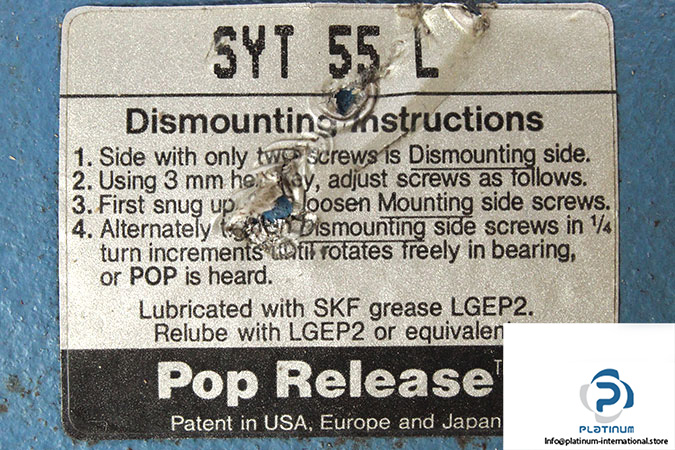 SYT 55 L
Dismounting Instructions
1. Side with only two screws is Dismounting side.
2. Using 3 mm hex key, adjust screws as follows.
3. First snug up, loosen Mounting side screws.
4. Alternately Dismounting side screws in 1/4
turn increments until rotates freely in bearing,
or POP is heard.
Lubricated with SKF grease LGEP2.
Relube with LGEP2 or equivalent
Pop Release™
Patent in USA, Europe and Japan
PLATINUM
Info@platinum-international.store